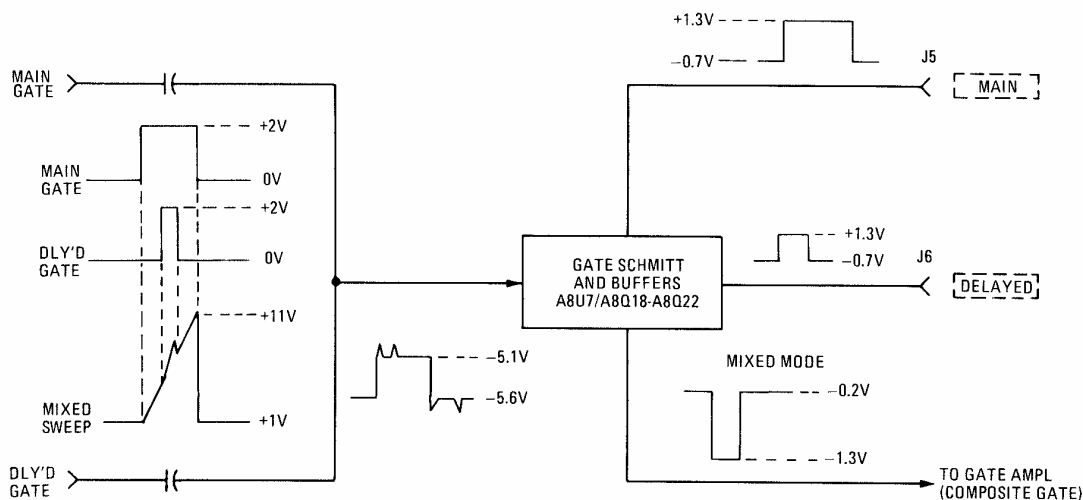 +1.3V
-0.7V
J5
MAIN
MAIN
GATE
+2V
MAIN
GATE
0V
+2V
DLY'D
GATE
0V
+11V
MIXED
SWEEP
+1V
DLY'D
GATE
-5.1V
-5.6V
GATE SCHMITT
AND BUFFERS
A8U7/A8Q18-A8Q22
+1.3V
-0.7V
J6
DELAYED
MIXED MODE
-0.2V
-1.3V
TO GATE AMPL
(COMPOSITE GATE)